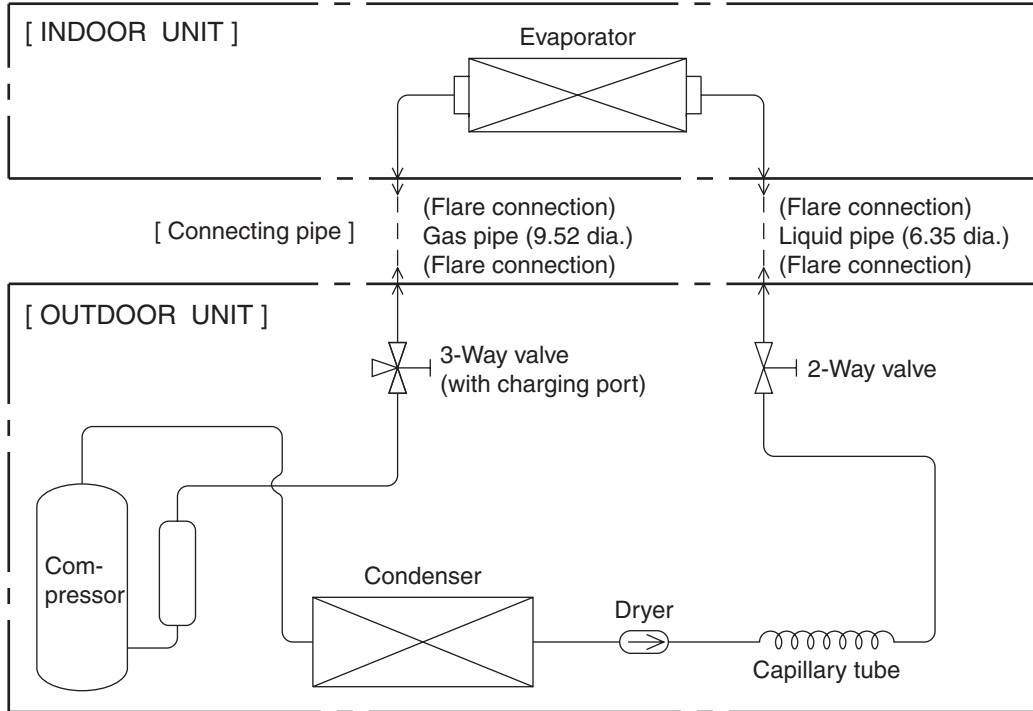 [ INDOOR UNIT ]
Evaporator
[ Connecting pipe ]
(Flare connection)
Gas pipe (9.52 dia.)
(Flare connection)
(Flare connection)
Liquid pipe (6.35 dia.)
(Flare connection)
[ OUTDOOR UNIT ]
3-Way valve
(with charging port)
2-Way valve
Com-
pressor
Condenser
Dryer
Capillary tube